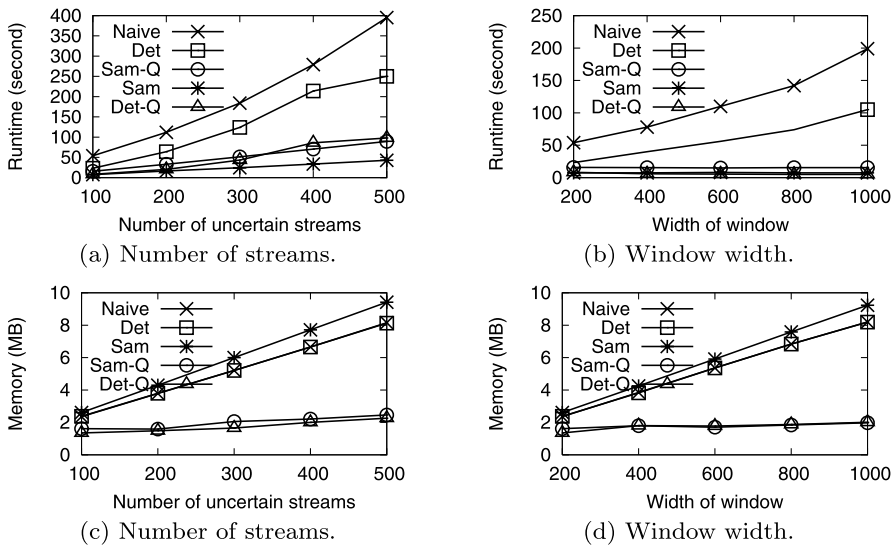 Runtime (second)
400
350
300
250
200
150
100
50
0
Naive
Det
Sam-Q
Sam
Det-Q
100 200 300 400 500
Number of uncertain streams
(a) Number of streams.
Runtime (second)
250
200
150
100
50
0
Naive
Det
Sam-Q
Sam
Det-Q
200 400 600 800 1000
Width of window
(b) Window width.
Memory (MB)
10
8
6
4
2
0
Naive
Det
Sam
Sam-Q
Det-Q
100 200 300 400 500
Number of uncertain streams
(c) Number of streams.
Memory (MB)
10
8
6
4
2
0
Naive
Det
Sam
Sam-Q
Det-Q
200 400 600 800 1000
Width of window
(d) Window width.